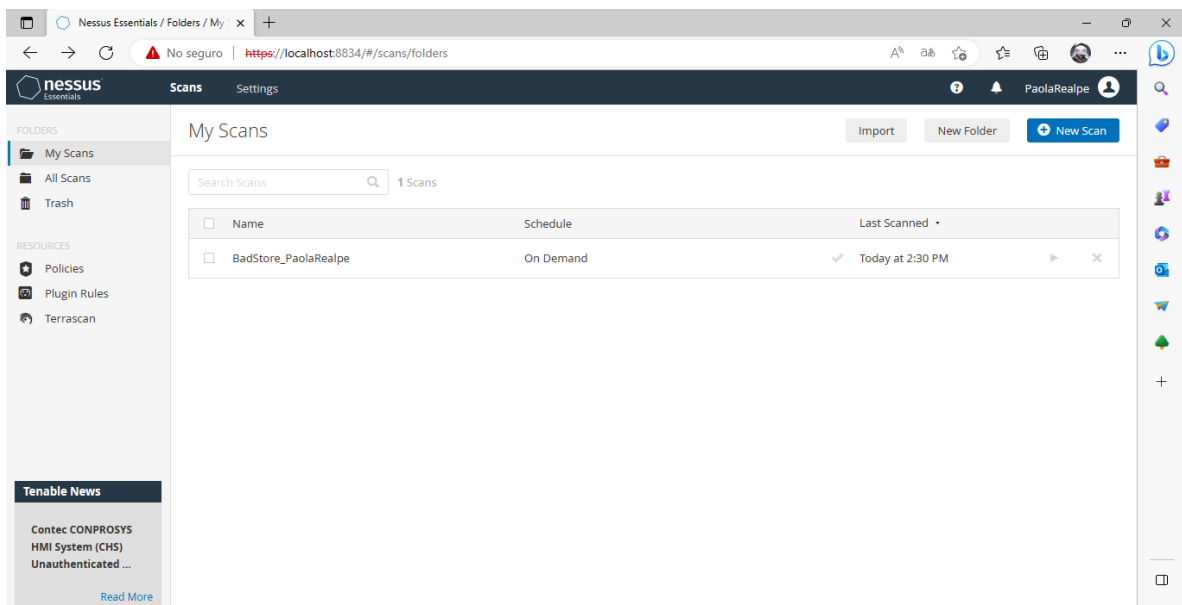 Nessus Essentials / Folders / My
No seguro https://localhost:8834/#/scans/folders
nessus Essentials Scans Settings PaolaRealpe
FOLDERS
My Scans
All Scans
Trash
RESOURCES
Policies
Plugin Rules
Terrascan
Tenable News
Contec CONPROSYS
HMI System (CHS)
Unauthenticated ...
Read More
My Scans Import New Folder New Scan
Search Scans 1 Scans
Name Schedule Last Scanned
BadStore_PaolaRealpe On Demand Today at 2:30 PM